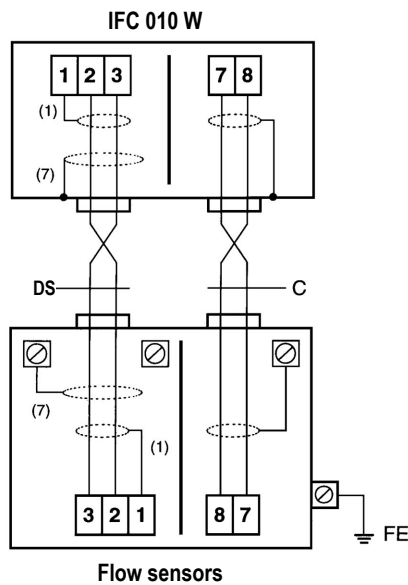 IFC 010 W
1 2 3 7 8
(1)
(7)
DS C
(7)
(1)
3 2 1 8 7
FE
Flow sensors